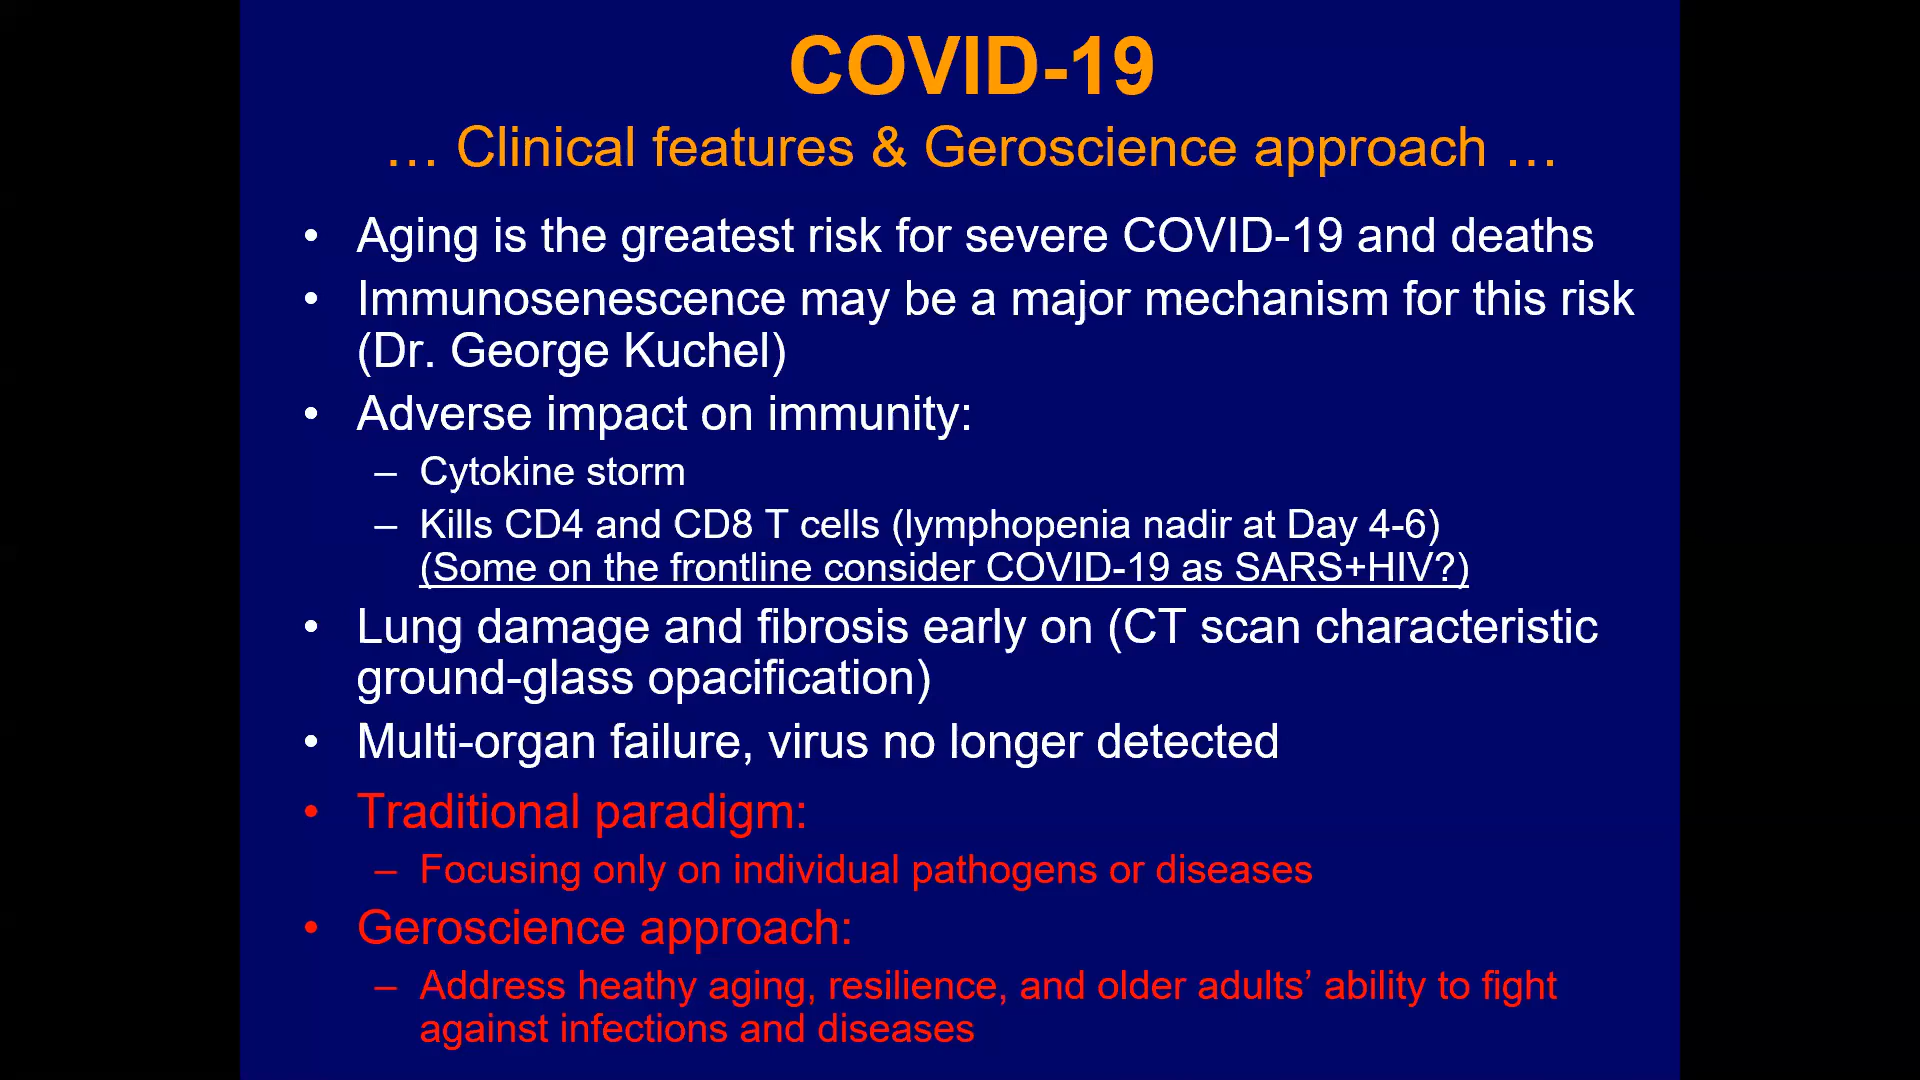 COVID-19
… Clinical features & Geroscience approach …
• Aging is the greatest risk for severe COVID-19 and deaths
• Immunosenescence may be a major mechanism for this risk
(Dr. George Kuchel)
• Adverse impact on immunity:
– Cytokine storm
– Kills CD4 and CD8 T cells (lymphopenia nadir at Day 4-6)
(Some on the frontline consider COVID-19 as SARS+HIV?)
• Lung damage and fibrosis early on (CT scan characteristic
ground-glass opacification)
• Multi-organ failure, virus no longer detected
• Traditional paradigm:
– Focusing only on individual pathogens or diseases
• Geroscience approach:
– Address heathy aging, resilience, and older adults’ ability to fight
against infections and diseases